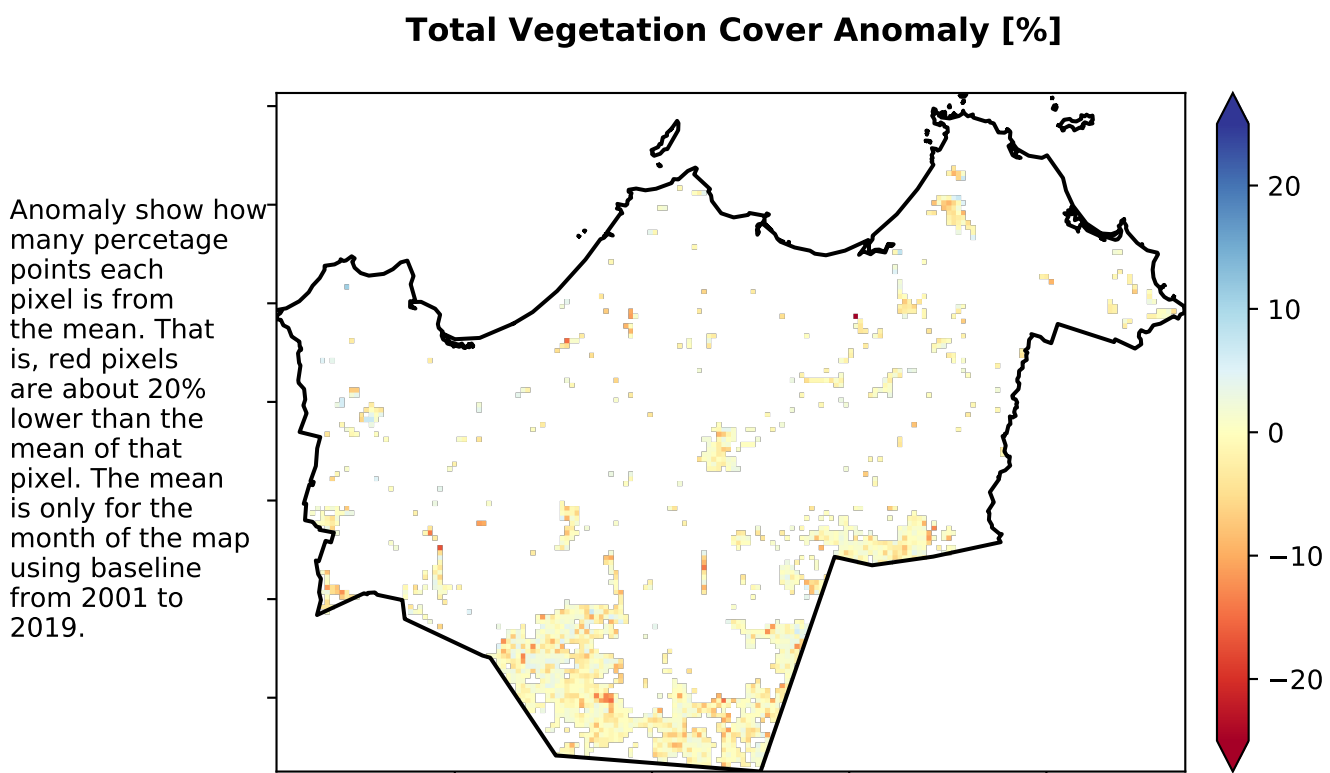 Total Vegetation Cover Anomaly [%]
Anomaly show how
many percetage
points each
pixel is from
the mean. That
is, red pixels
are about 20%
lower than the
mean of that
pixel. The mean
is only for the
month of the map
using baseline
from 2001 to
2019.
20
10
0
−10
−20